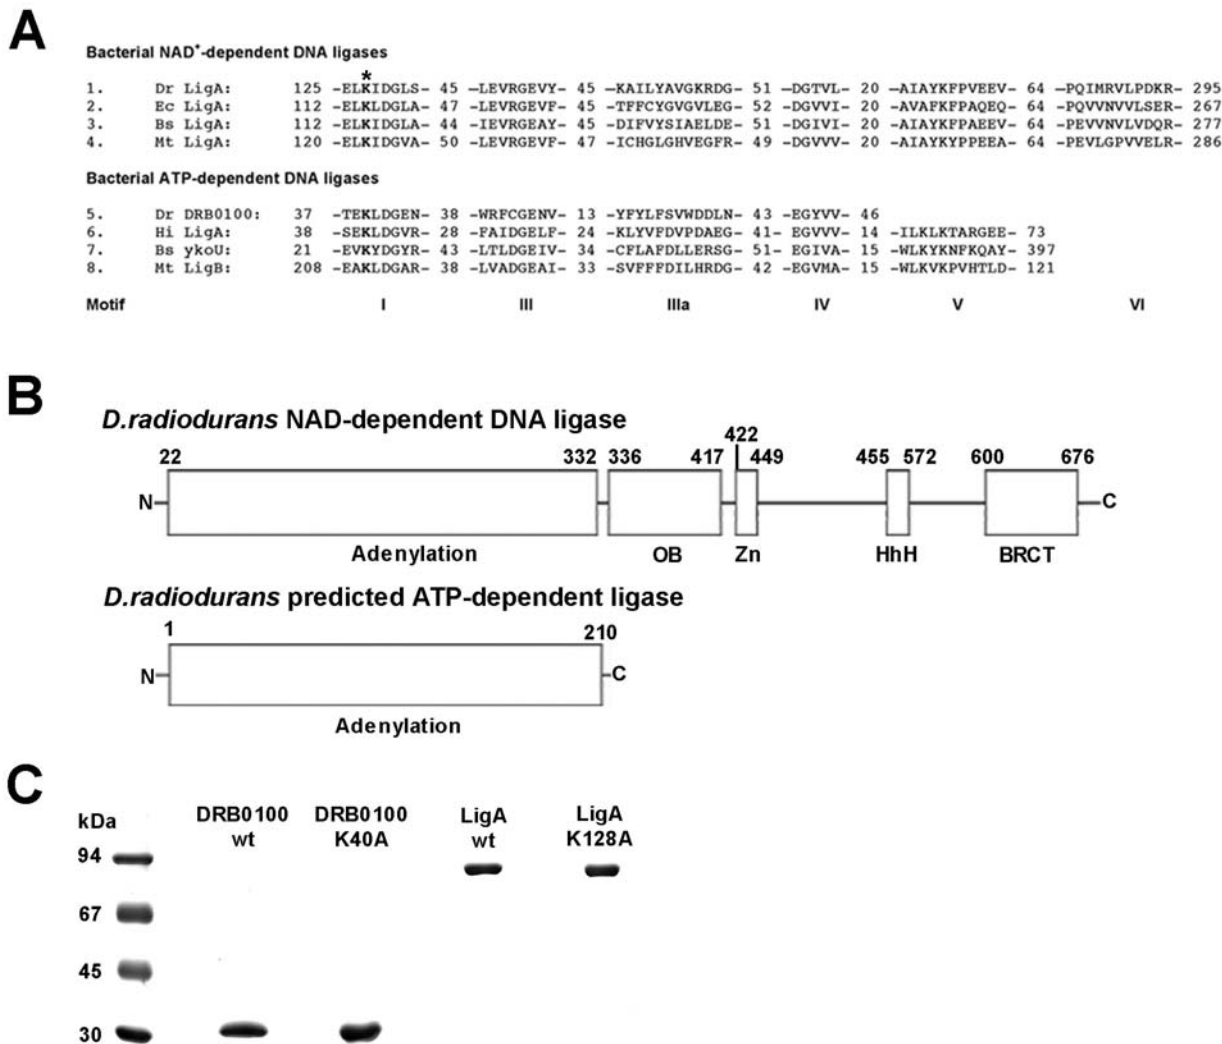 A
Bacterial NAD+-dependent DNA ligases
*
1. Dr LigA: 125 -ELKIDGLS- 45 -LEVRGEVY- 45 -KAILYAVGKRDG- 51 -DGTVL- 20 -AIAYKFPVEEV- 64 -PQIMRVLPDKR- 295
2. Ec LigA: 112 -ELKLDGLA- 47 -LEVRGEVF- 45 -TFFCYGVGVLEG- 52 -DGVVI- 20 -AVAFKFPAQEQ- 64 -PQVVNVVLSER- 267
3. Bs LigA: 112 -ELKIDGLA- 44 -IEVRGEAY- 45 -DIFVYSIAELDE- 51 -DGIVI- 20 -AIAYKFPAEEV- 64 -PEVVNVLVDQR- 277
4. Mt LigA: 120 -ELKIDGVA- 50 -LEVRGEVF- 47 -ICHGLGHVEGFR- 49 -DGVVV- 20 -AIAYKYPPEEA- 64 -PEVLGPVVELR- 286
Bacterial ATP-dependent DNA ligases
5. Dr DRB0100: 37 -TEKLDGEN- 38 -WRFCGENV- 13 -YFYLFSVWDDLN- 43 -EGYVV- 46
6. Hi LigA: 38 -SEKLDGVR- 28 -FAIDGELF- 24 -KLYVFDVPDAEG- 41- EGVVV- 14 -ILKLKTARGEE- 73
7. Bs ykoU: 21 -EVKYDGYR- 43 -LTLDGEIV- 34 -CFLAFDLLERSG- 51- EGIVA- 15 -WLKYKNFKQAY- 397
8. Mt LigB: 208 -EAKLDGAR- 38 -LVADGEAI- 33 -SVFFFDILHRDG- 42 -EGVMA- 15 -WLKVKPVHTLD- 121
Motif I III IIIa IV V VI
B
D.radiodurans NAD-dependent DNA ligase
22 332 336 417 422 449 455 572 600 676
N C
Adenylation OB Zn HhH BRCT
D.radiodurans predicted ATP-dependent ligase
1 210
N C
Adenylation
C
kDa DRB0100 wt DRB0100 K40A LigA wt LigA K128A
94
67
45
30